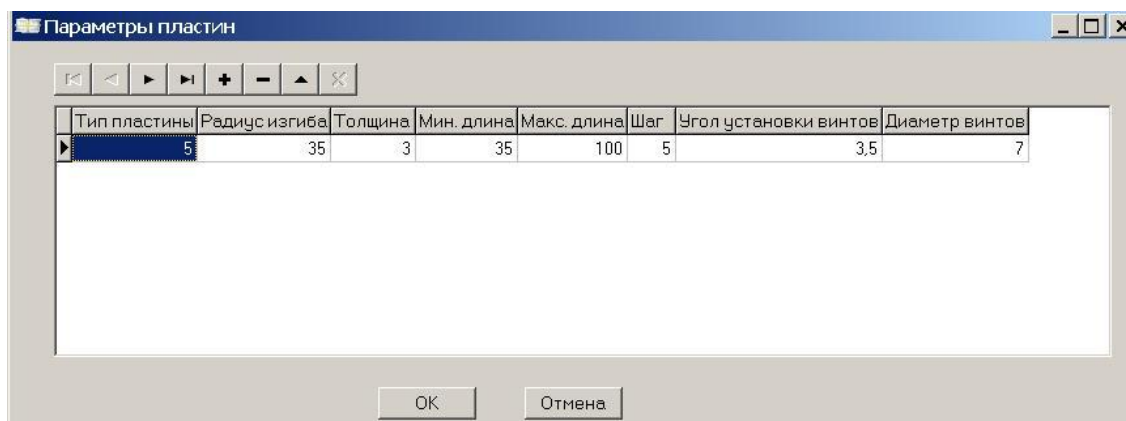 Параметры пластин
Тип пластины Радиус изгиба Толщина Мин. длина Макс. длина Шаг Угол установки винтов Диаметр винтов
5 35 3 35 100 5 3,5 7
OK Отмена